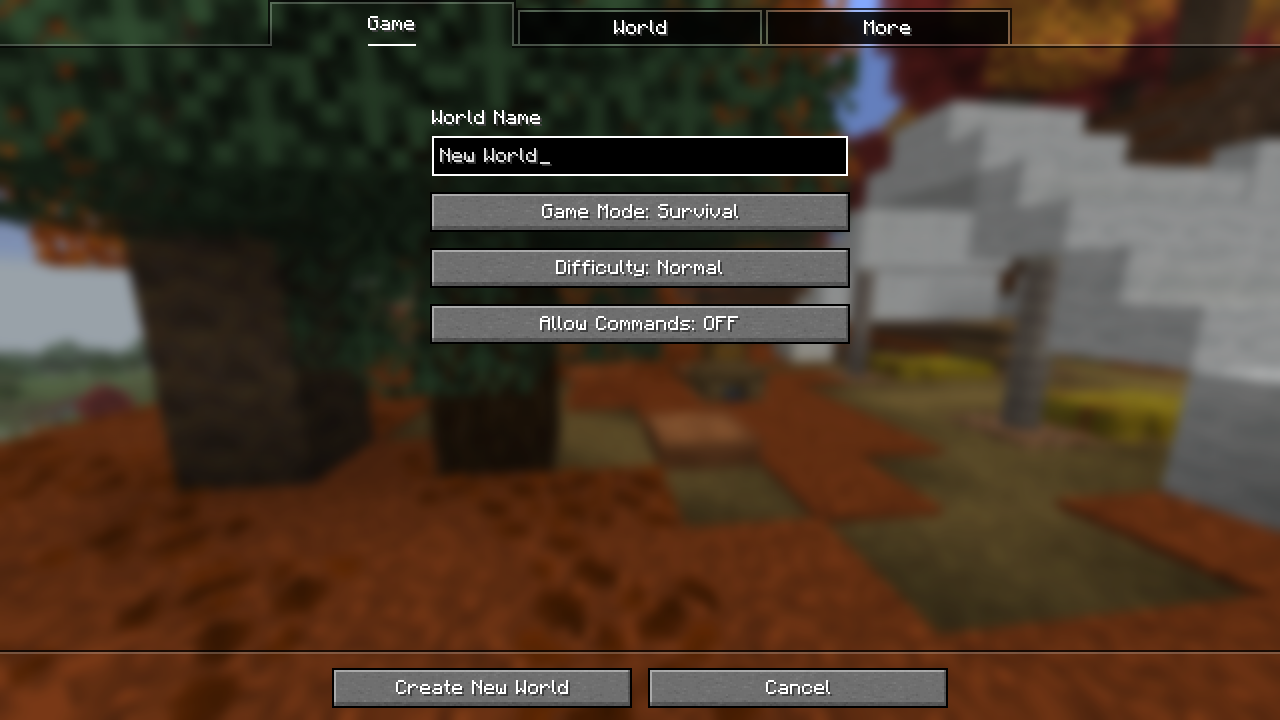 Game World More
World Name
New World_
Game Mode: Survival
Difficulty: Normal
Allow Commands: OFF
Create New World Cancel